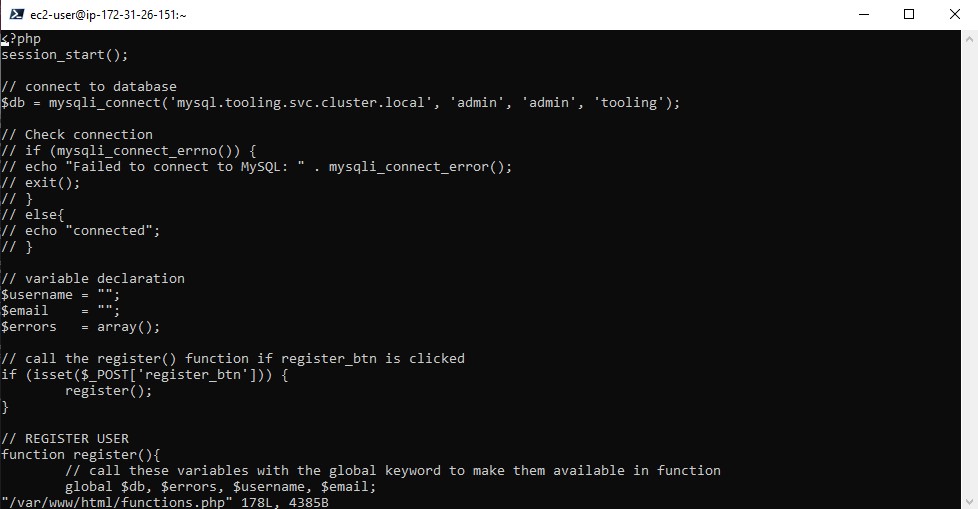 ec2-user@ip-172-31-26-151:~
<?php
session_start();
// connect to database
$db = mysqli_connect('mysql.tooling.svc.cluster.local', 'admin', 'admin', 'tooling');
// Check connection
// if (mysqli_connect_errno()) {
// echo "Failed to connect to MySQL: " . mysqli_connect_error();
// exit();
// }
// else{
// echo "connected";
// }
// variable declaration
$username = "";
$email    = "";
$errors   = array();
// call the register() function if register_btn is clicked
if (isset($_POST['register_btn'])) {
        register();
}
// REGISTER USER
function register(){
        // call these variables with the global keyword to make them available in function
        global $db, $errors, $username, $email;
"/var/www/html/functions.php" 178L, 4385B